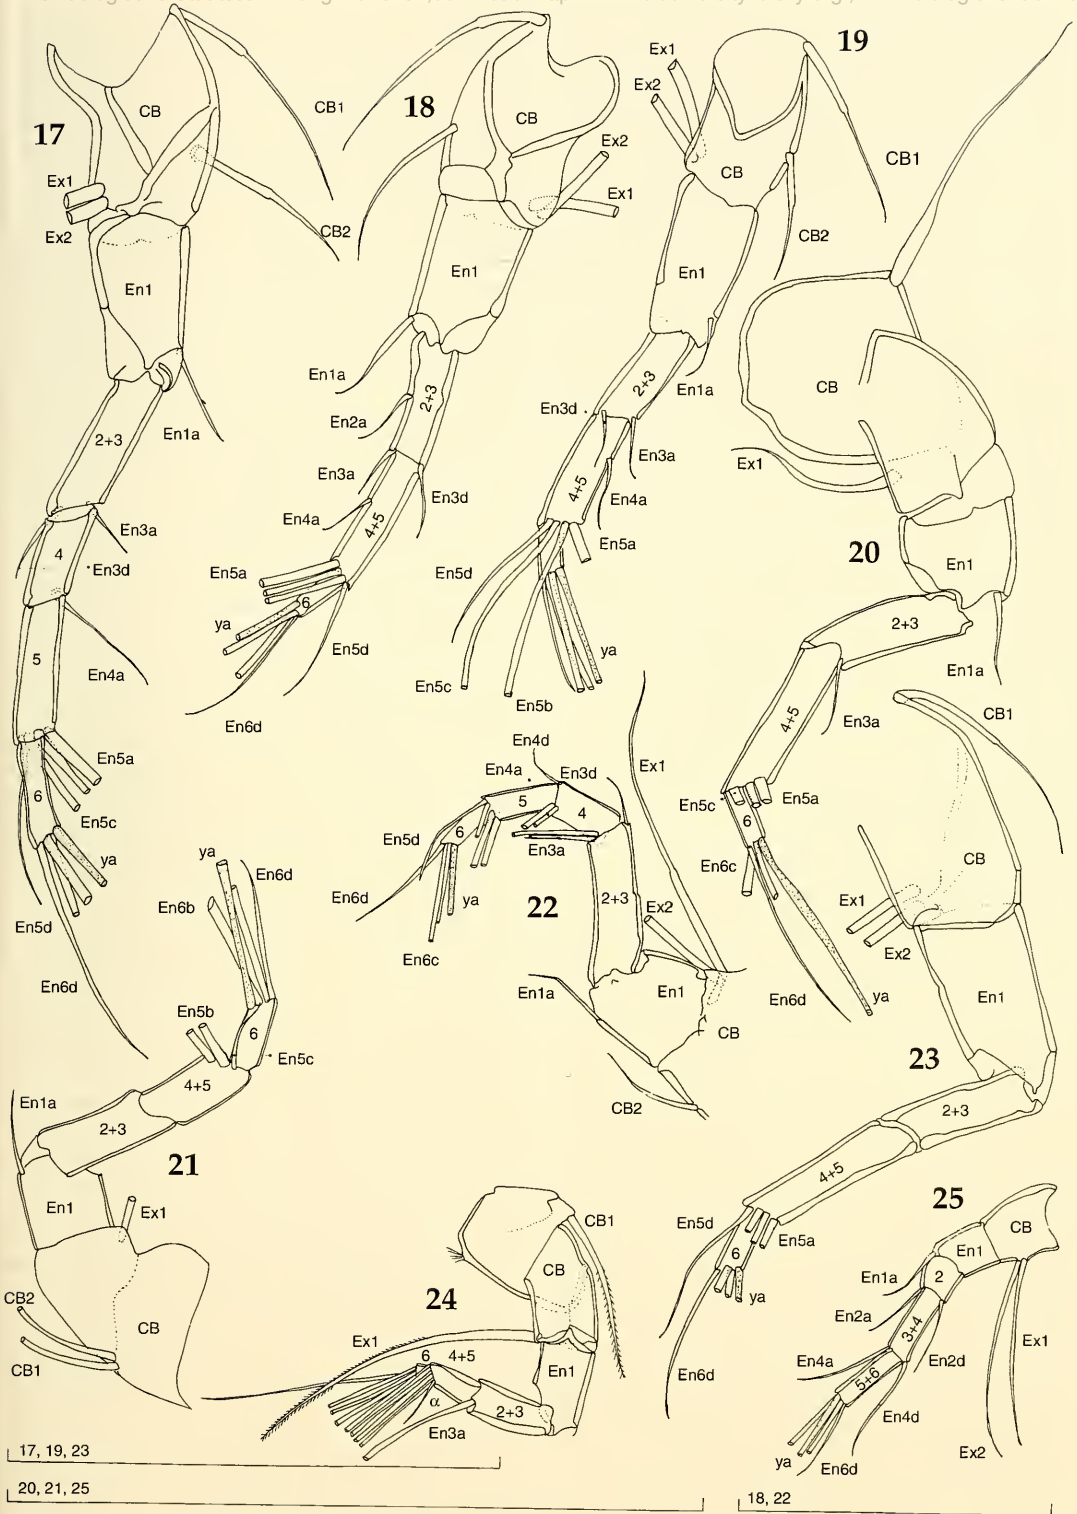 17
CB
CB1
CB2
Ex1
Ex2
En1
En1a
2+3
En3a
En3d
4
En4a
5
En5a
En5c
6
ya
En5d
En6d
18
CB
Ex2
Ex1
En1
En1a
2+3
En2a
En3a
En3d
En4a
4+5
En5a
6
ya
En5d
En6d
19
Ex1
Ex2
CB
CB1
CB2
En1
En1a
2+3
En3d
En3a
4+5
En4a
En5a
En5d
En5c
En5b
ya
20
CB
Ex1
En1
2+3
En1a
4+5
En3a
En5c
En5a
6
En6c
En6d
ya
21
ya
En6d
En6b
En5b
6
En5c
4+5
En1a
2+3
En1
Ex1
CB2
CB
CB1
22
En4d
En4a
En3d
Ex1
5
4
En5d
6
En3a
En6d
ya
2+3
Ex2
En6c
En1a
En1
CB
CB2
23
CB1
CB
Ex1
Ex2
En1
2+3
4+5
En5d
En5a
6
ya
En6d
24
CB1
CB
Ex1
6
4+5
En1
α
2+3
En3a
25
CB
En1
En1a
2
En2a
3+4
En4a
En2d
Ex1
5+6
En4d
Ex2
ya
En6d
17, 19, 23
20, 21, 25
18, 22